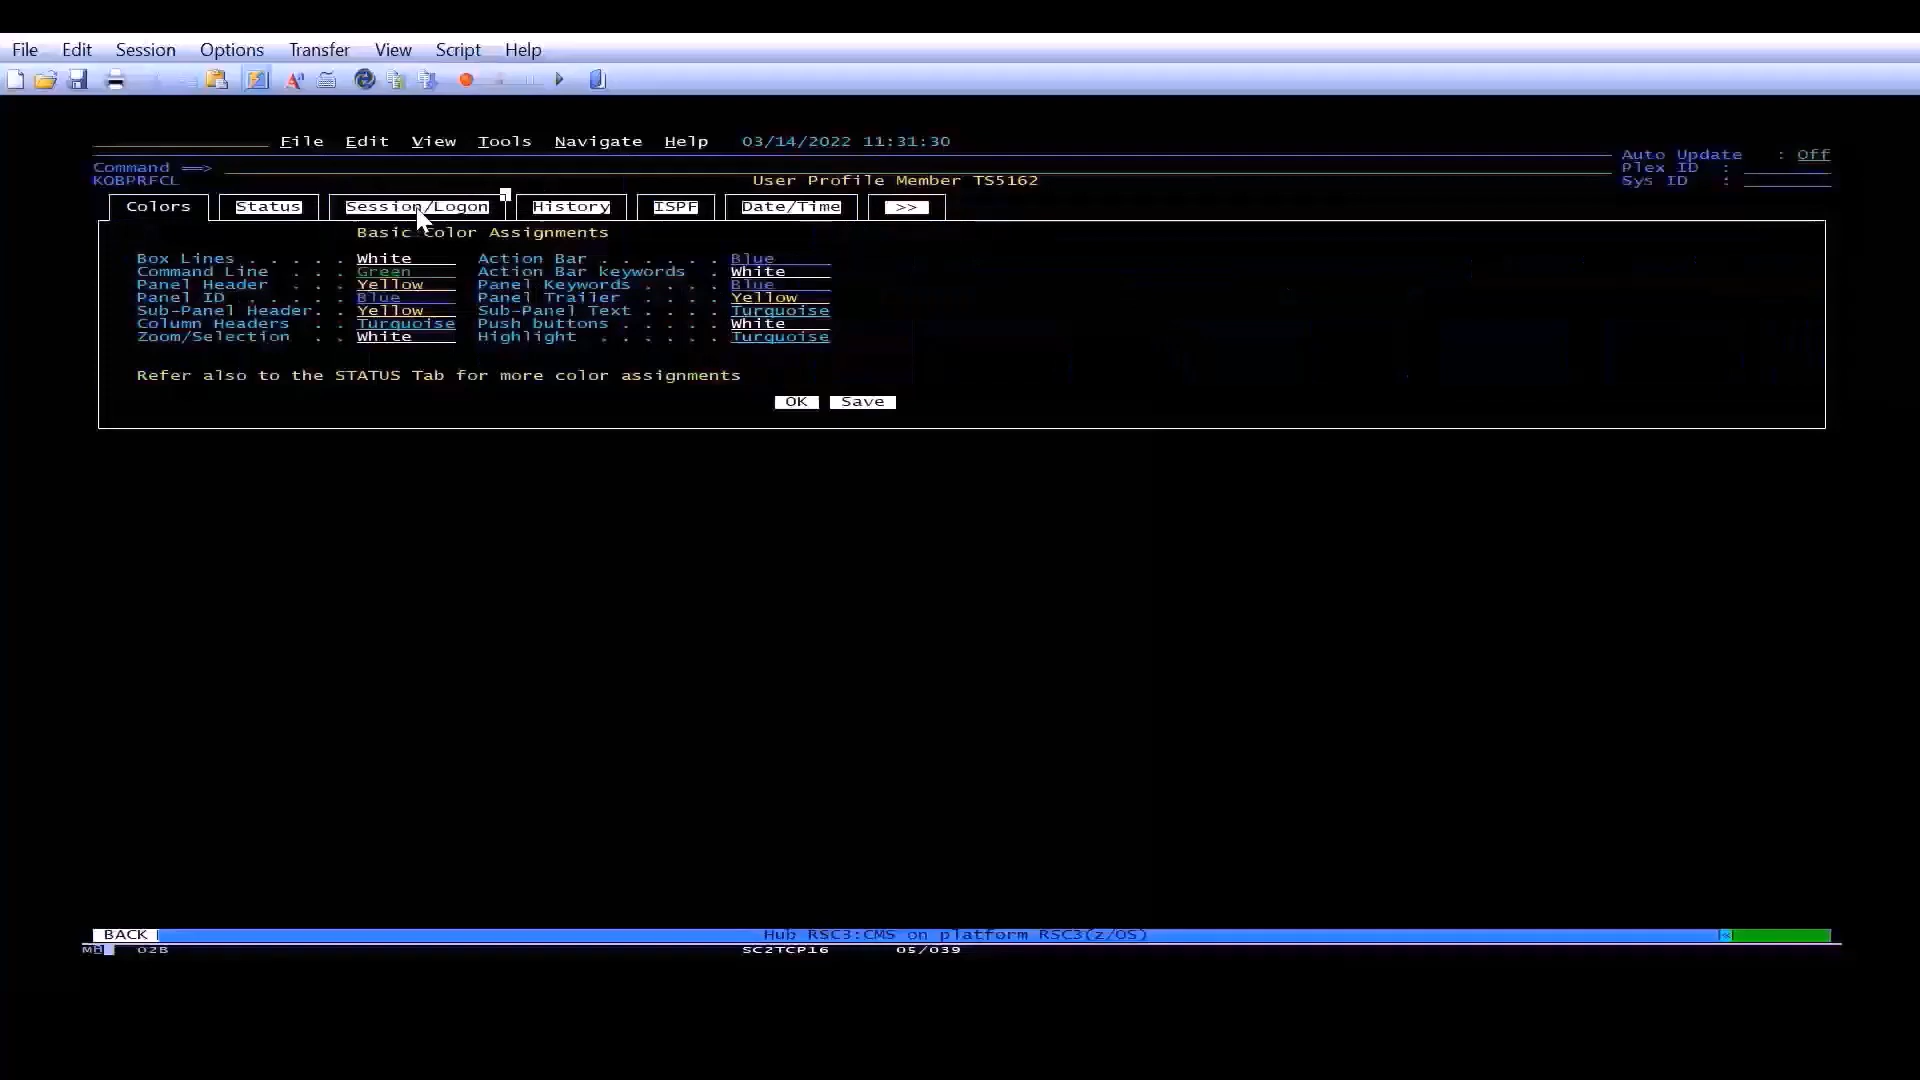 File Edit Session Options Transfer View Script Help
File Edit View Tools Navigate Help 03/14/2022 11:31:30
Auto Update : Off
Command ==>
Plex ID :
KOBPRFCL User Profile Member TS5162 Sys ID :
Colors Status Session/Logon History ISPF Date/Time >>
Basic Color Assignments
Box Lines . . . . . White Action Bar . . . . . . Blue
Command Line . . . Green Action Bar keywords . White
Panel Header . . . Yellow Panel Keywords . . . . Blue
Panel ID . . . . . Blue Panel Trailer . . . . Yellow
Sub-Panel Header. . Yellow Sub-Panel Text . . . . Turquoise
Column Headers . . Turquoise Push buttons . . . . . White
Zoom/Selection . . White Highlight . . . . . . Turquoise
Refer also to the STATUS Tab for more color assignments
OK Save
BACK Hub RSC3:CMS on platform RSC3(z/OS)
02B SC2TCP16 05/039